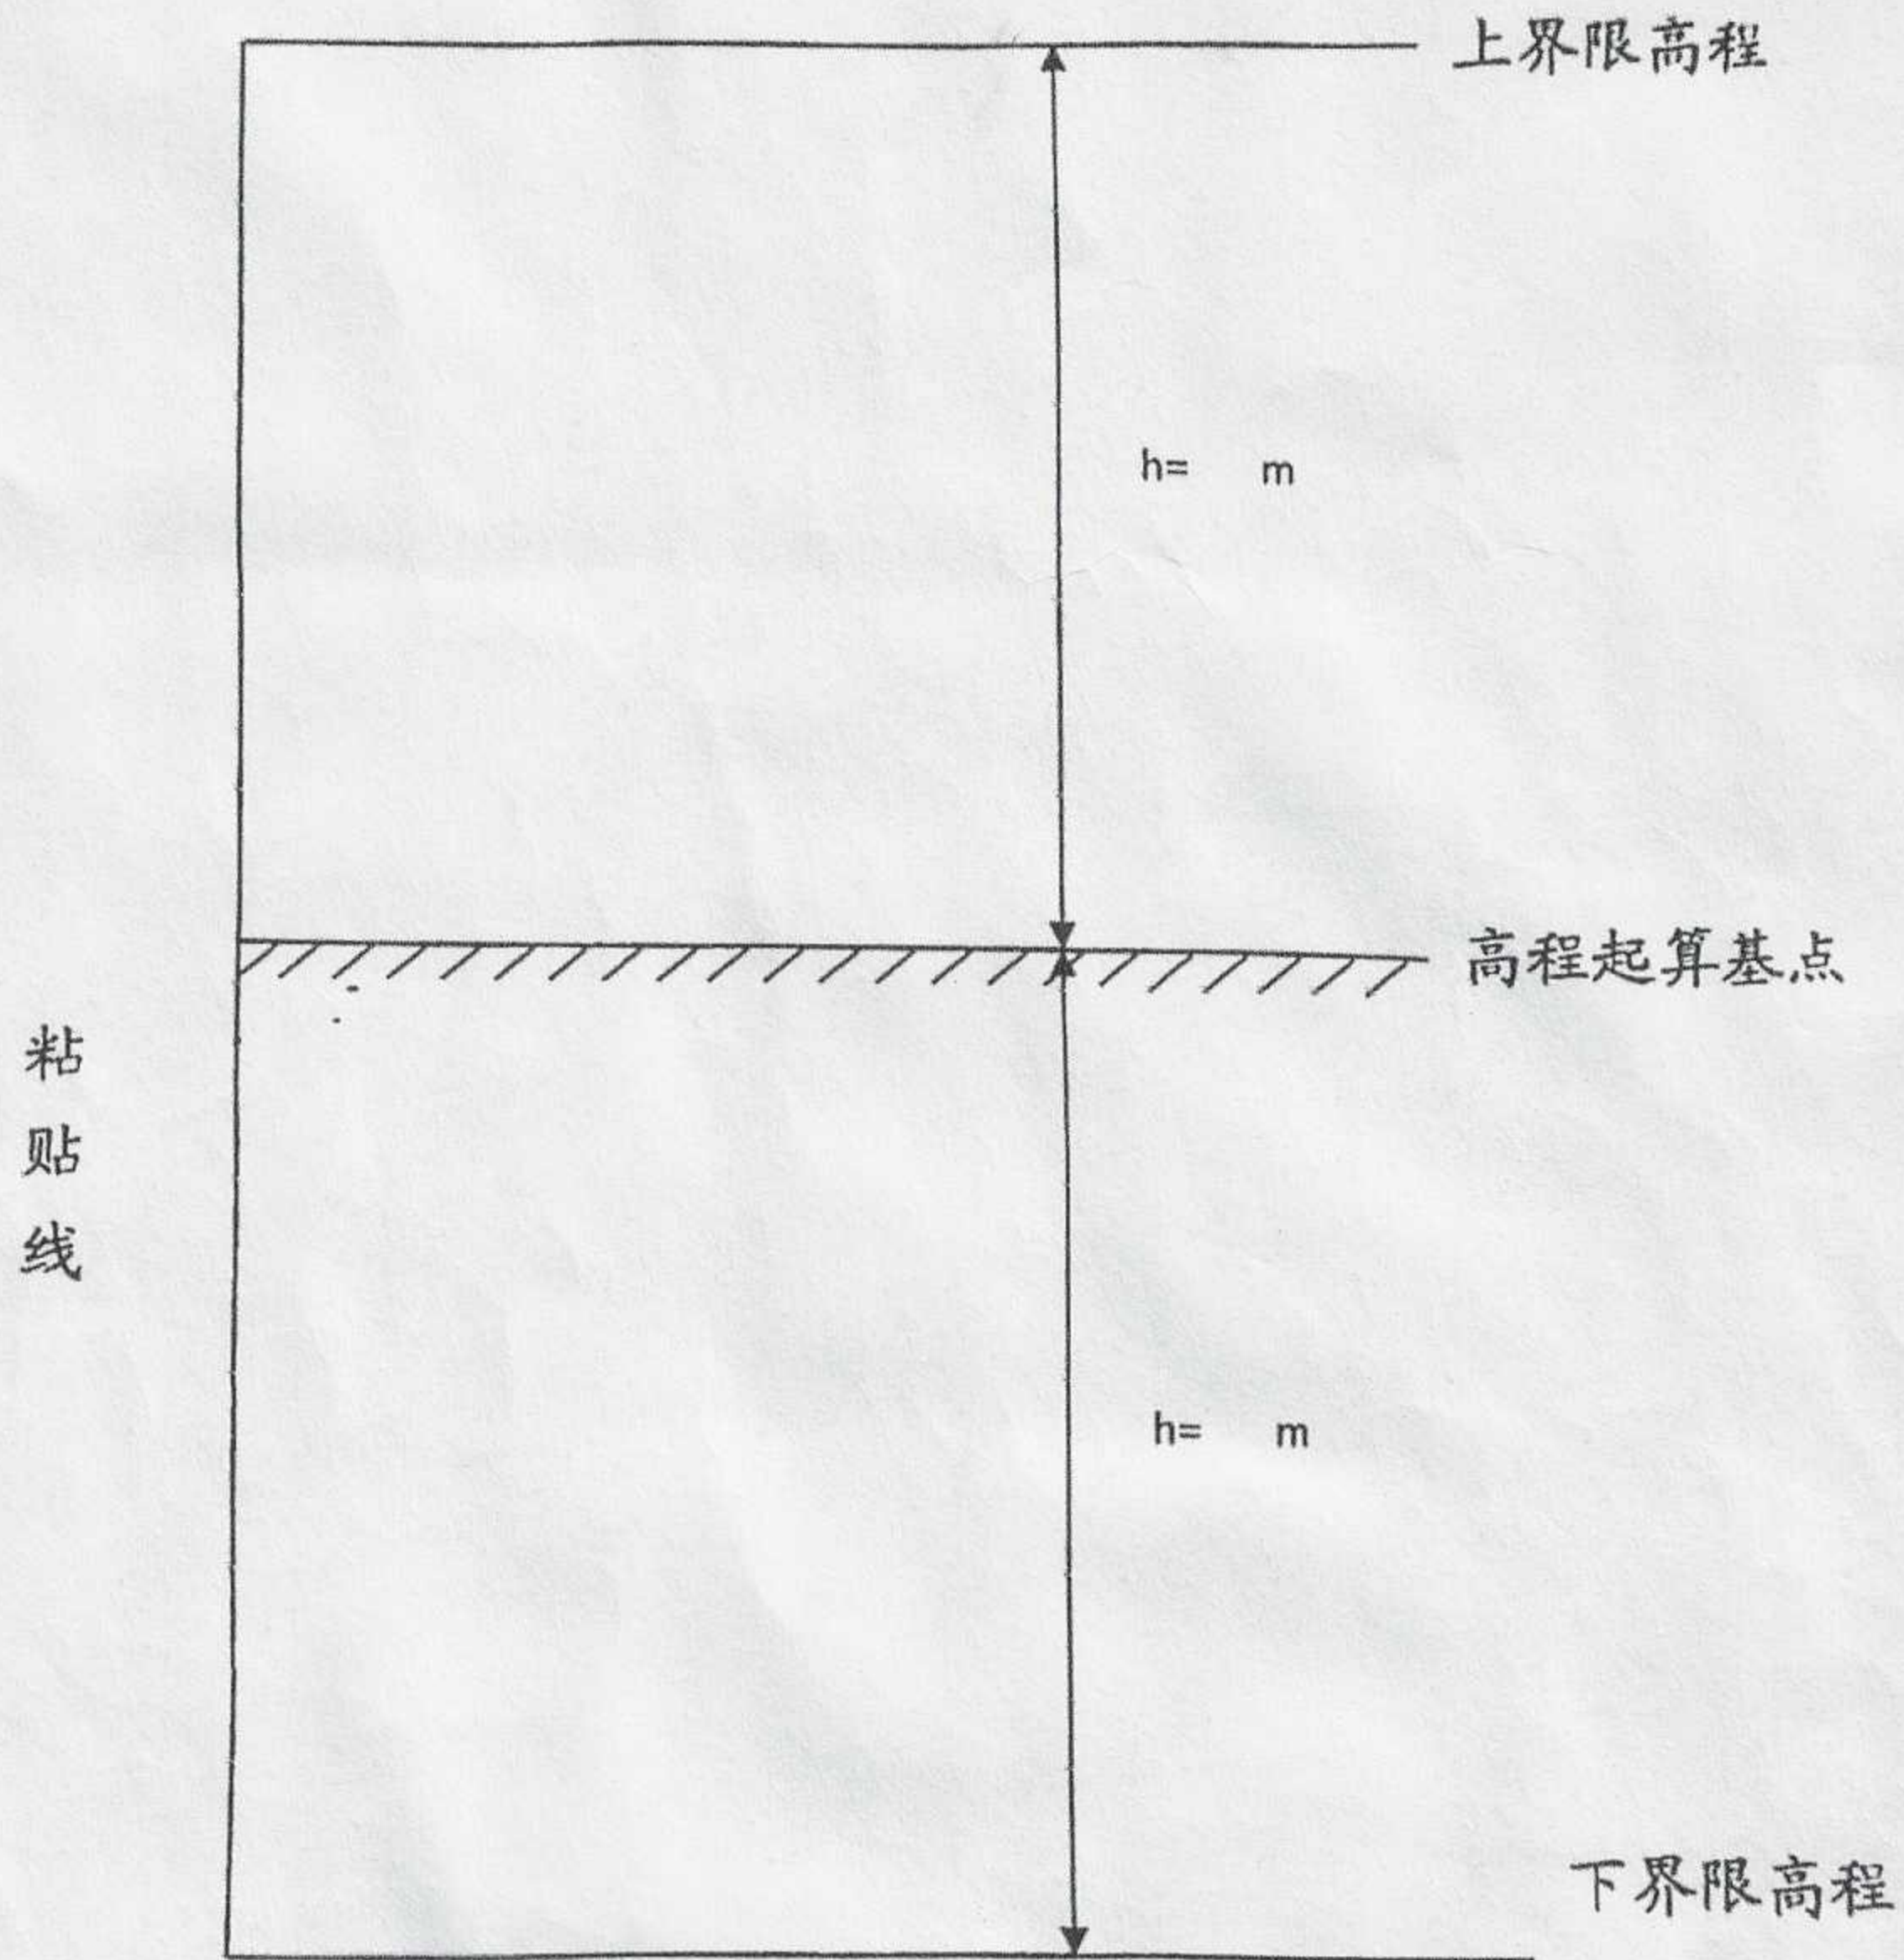 上界限高程
h= m
高程起算基点
粘
贴
线
h= m
下界限高程